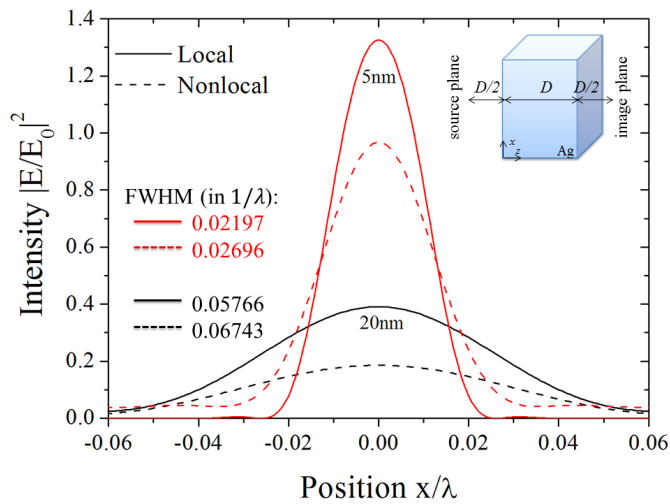 1.4
1.2
1.0
0.8
0.6
0.4
0.2
0.0
Intensity |E/E₀|²
Local
Nonlocal
5nm
FWHM (in 1/λ):
0.02197
0.02696
0.05766
0.06743
20nm
source plane
D/2
D
D/2
image plane
x
z
Ag
-0.06
-0.04
-0.02
0.00
0.02
0.04
0.06
Position x/λ